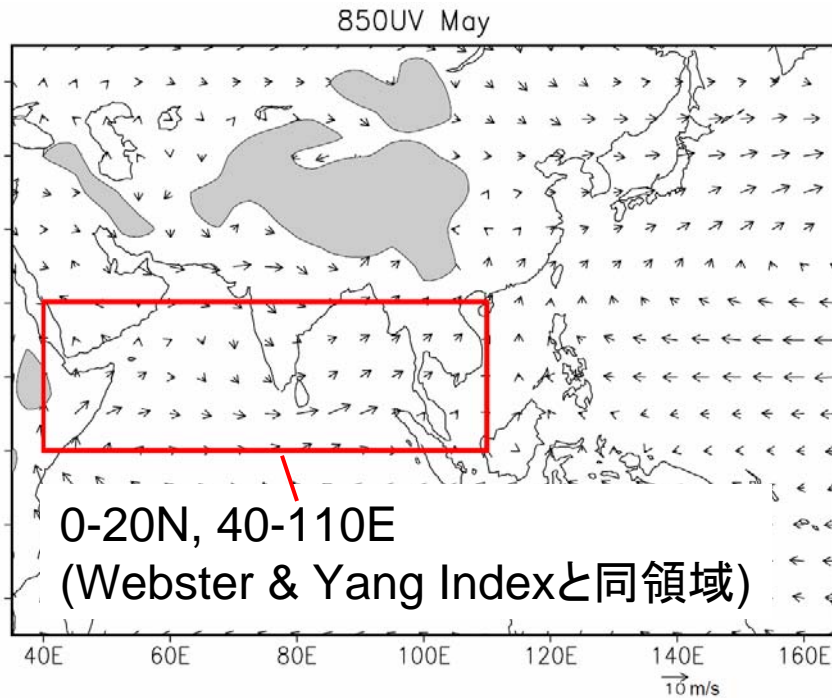 850UV May
0-20N, 40-110E
(Webster & Yang Indexと同領域)
40E 60E 80E 100E 120E 140E 160E
10 m/s